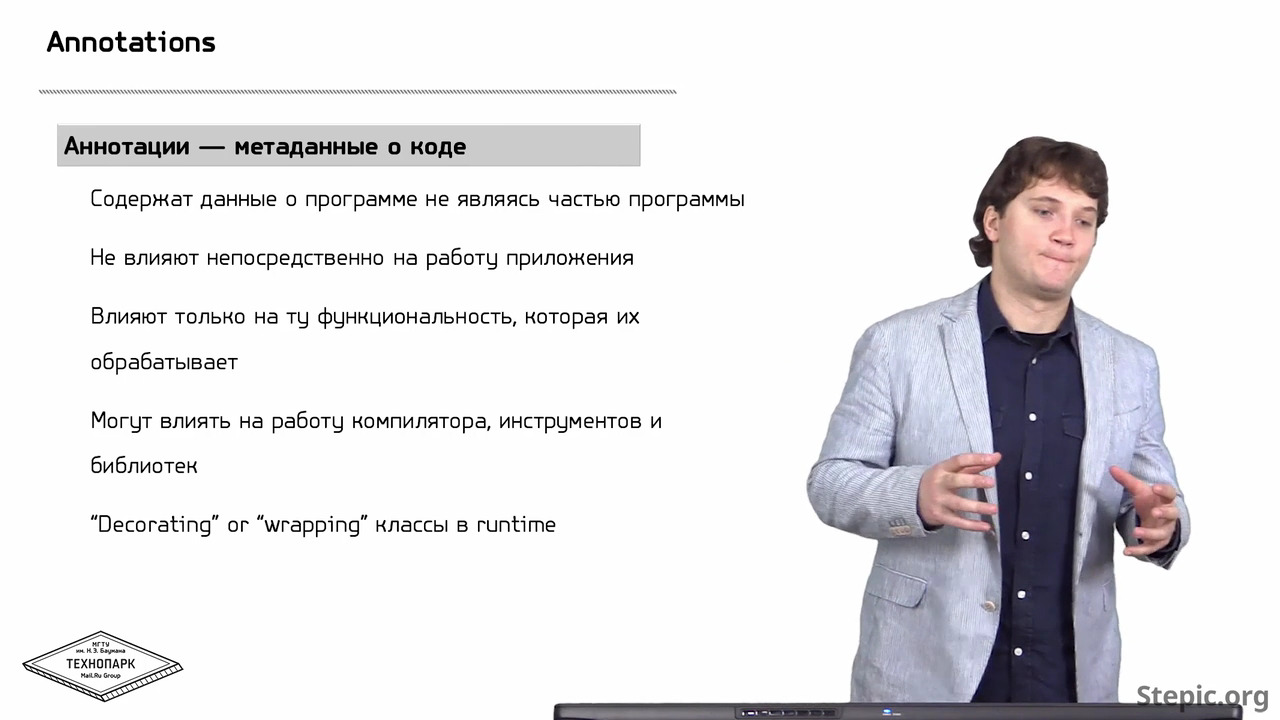 Annotations
Аннотации — метаданные о коде
Содержат данные о программе не являясь частью программы
Не влияют непосредственно на работу приложения
Влияют только на ту функциональность, которая их
обрабатывает
Могут влиять на работу компилятора, инструментов и
библиотек
“Decorating” or “wrapping” классы в runtime
МГТУ
им. Н.Э. Баумана
ТЕХНОПАРК
Mail.Ru Group
Stepic.org